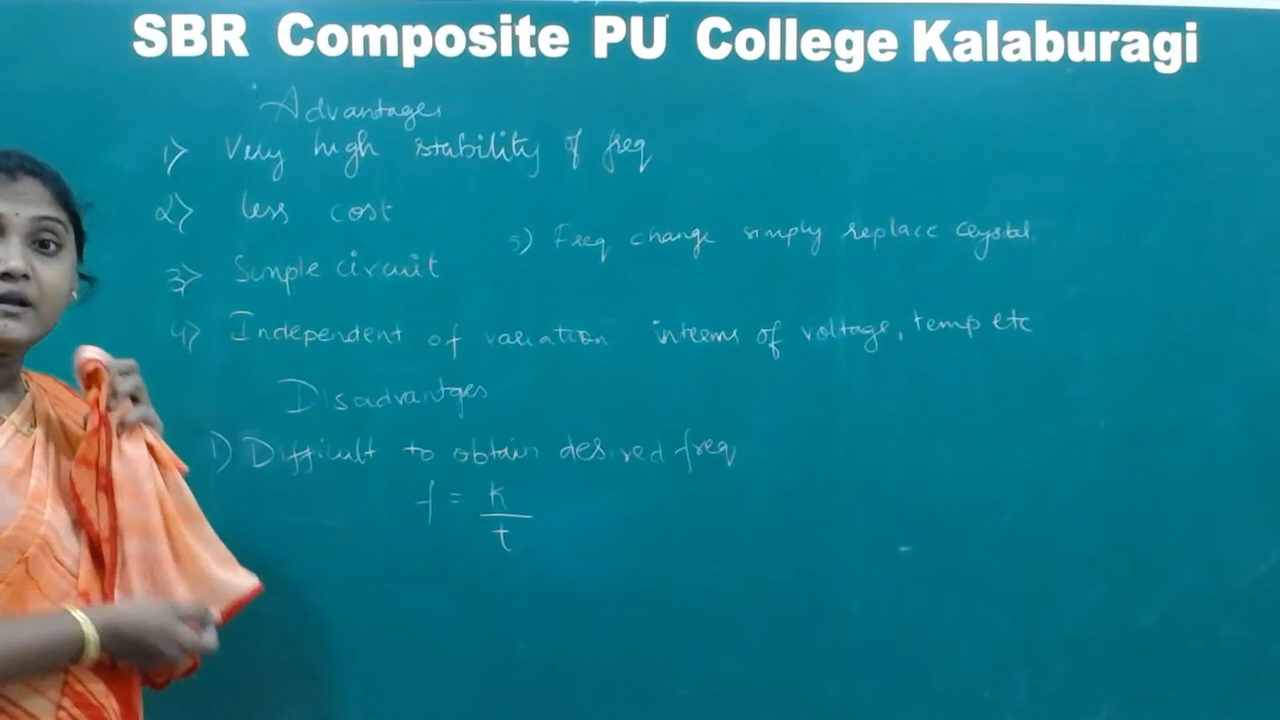 SBR Composite PU College Kalaburagi
Advantages
1) Very high stability of freq
2) less cost
5) Freq change simply replace crystal.
3) Simple circuit
4) Independent of variation interms of voltage, temp etc
Disadvantges
1) Difficult to obtain desired freq
f = K
t